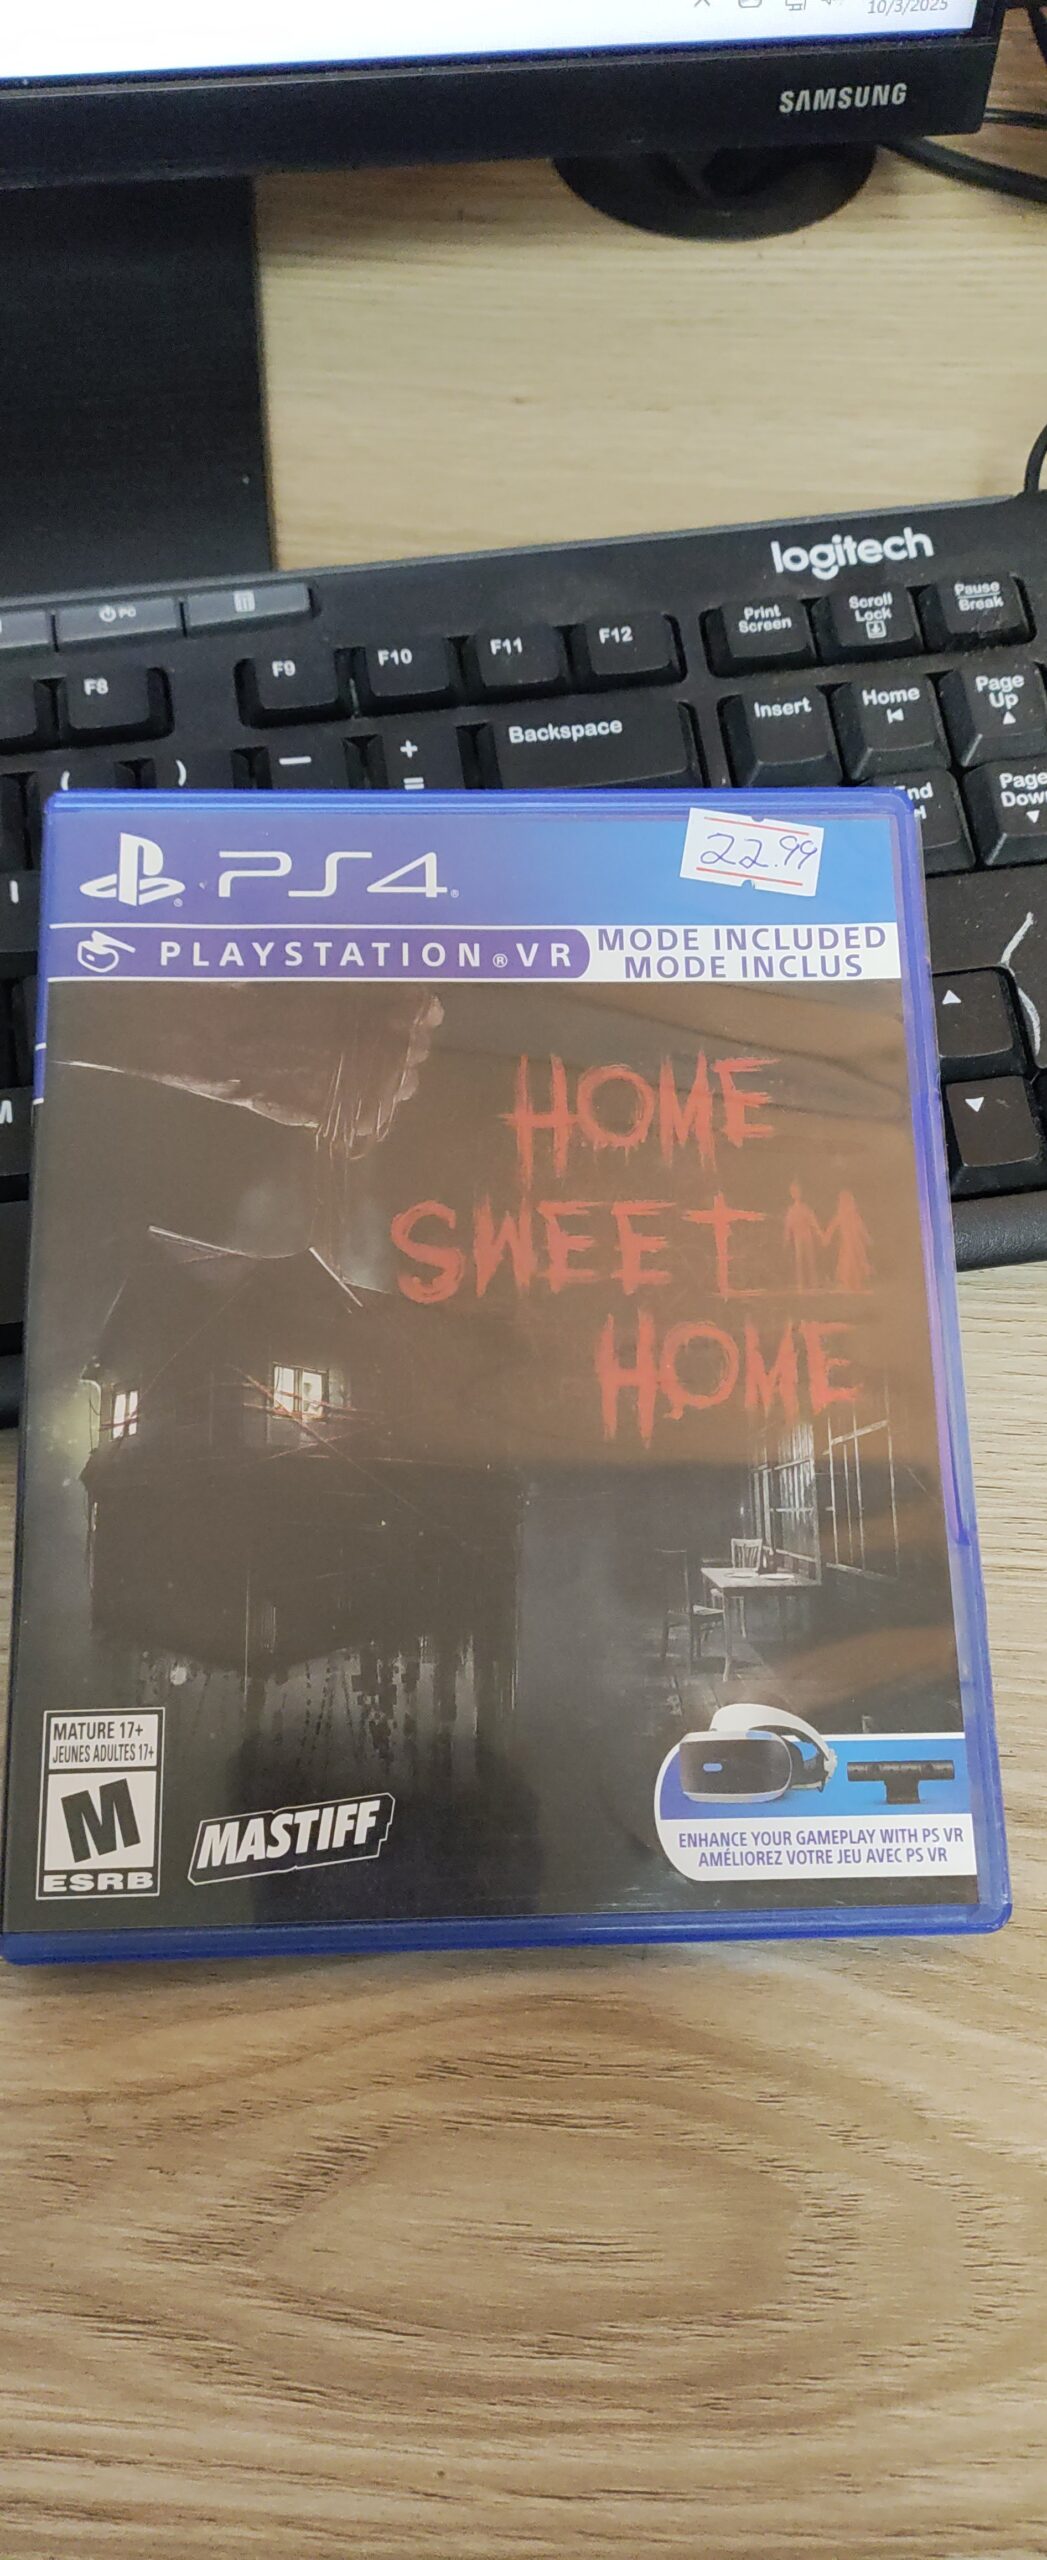 10/3/2025
SAMSUNG
logitech
PC
Print
Screen
Scroll
Lock
Pause
Break
F8
F9
F10
F11
F12
Insert
Home
Page
Up
Backspace
+
=
(
)
Page
Down
22.99
PS4
PLAYSTATION®VR
MODE INCLUDED
MODE INCLUS
HOME
SWEET
HOME
MATURE 17+
JEUNES ADULTES 17+
M
ESRB
MASTIFF
ENHANCE YOUR GAMEPLAY WITH PS VR
AMÉLIOREZ VOTRE JEU AVEC PS VR